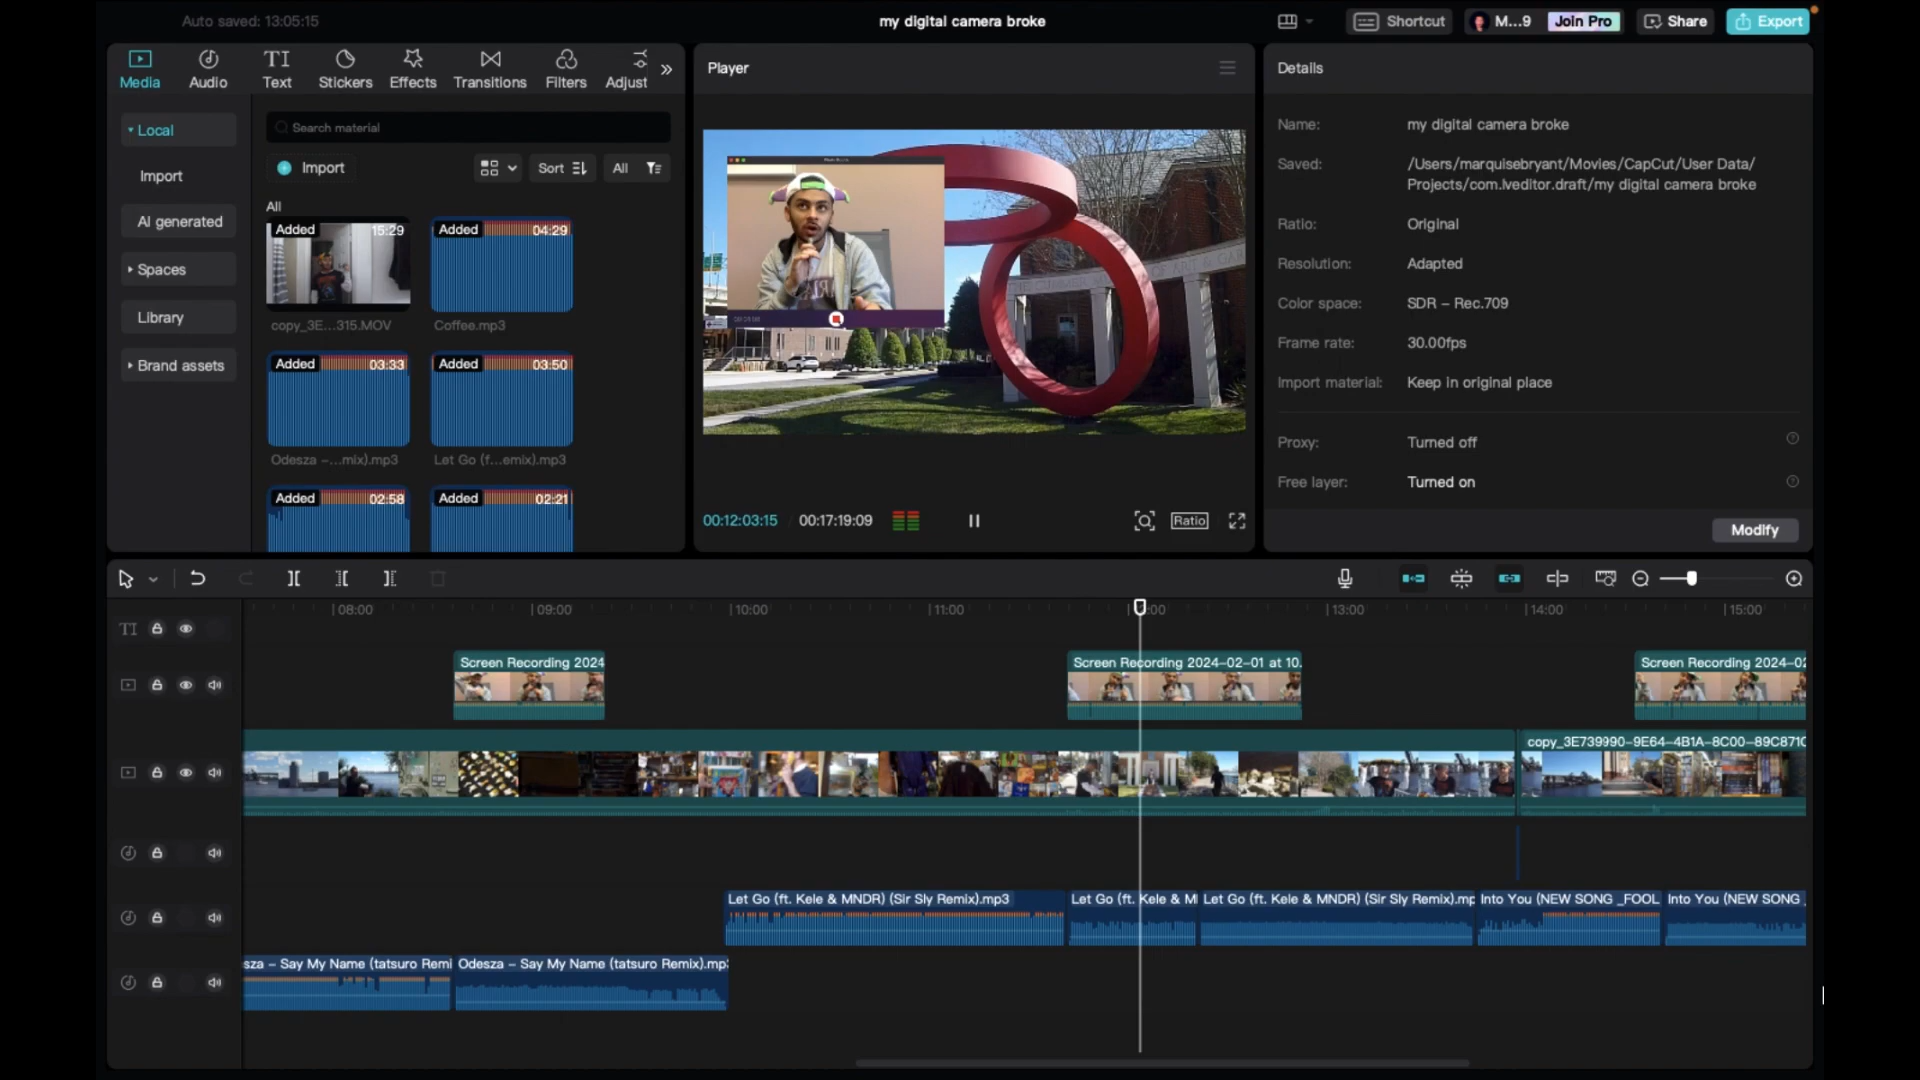 Auto saved: 13:05:15
my digital camera broke
Shortcut
M...9
Join Pro
Share
Export
Media
Audio
TI
Text
Stickers
Effects
Transitions
Filters
Adjust
Player
Details
Local
Import
AI generated
Spaces
Library
Brand assets
Search material
Import
Sort
All
All
Added 15:29
copy_3E...315.MOV
Added 04:29
Coffee.mp3
Added 03:33
Odesza –...mix).mp3
Added 03:50
Let Go (f...emix).mp3
Added 02:58
Added 02:21
00:12:03:15
00:17:19:09
Ratio
Name: my digital camera broke
Saved: /Users/marquisebryant/Movies/CapCut/User Data/
Projects/com.lveditor.draft/my digital camera broke
Ratio: Original
Resolution: Adapted
Color space: SDR – Rec.709
Frame rate: 30.00fps
Import material: Keep in original place
Proxy: Turned off
Free layer: Turned on
Modify
08:00
09:00
10:00
11:00
13:00
14:00
15:00
TI
Screen Recording 2024
Screen Recording 2024-02-01 at 10.
Screen Recording 2024-02
copy_3E739990-9E64-4B1A-8C00-89C871C
Let Go (ft. Kele & MNDR) (Sir Sly Remix).mp3
Let Go (ft. Kele & M
Let Go (ft. Kele & MNDR) (Sir Sly Remix).mp
Into You (NEW SONG _FOOL
Into You (NEW SONG
sza – Say My Name (tatsuro Remi
Odesza – Say My Name (tatsuro Remix).mp3